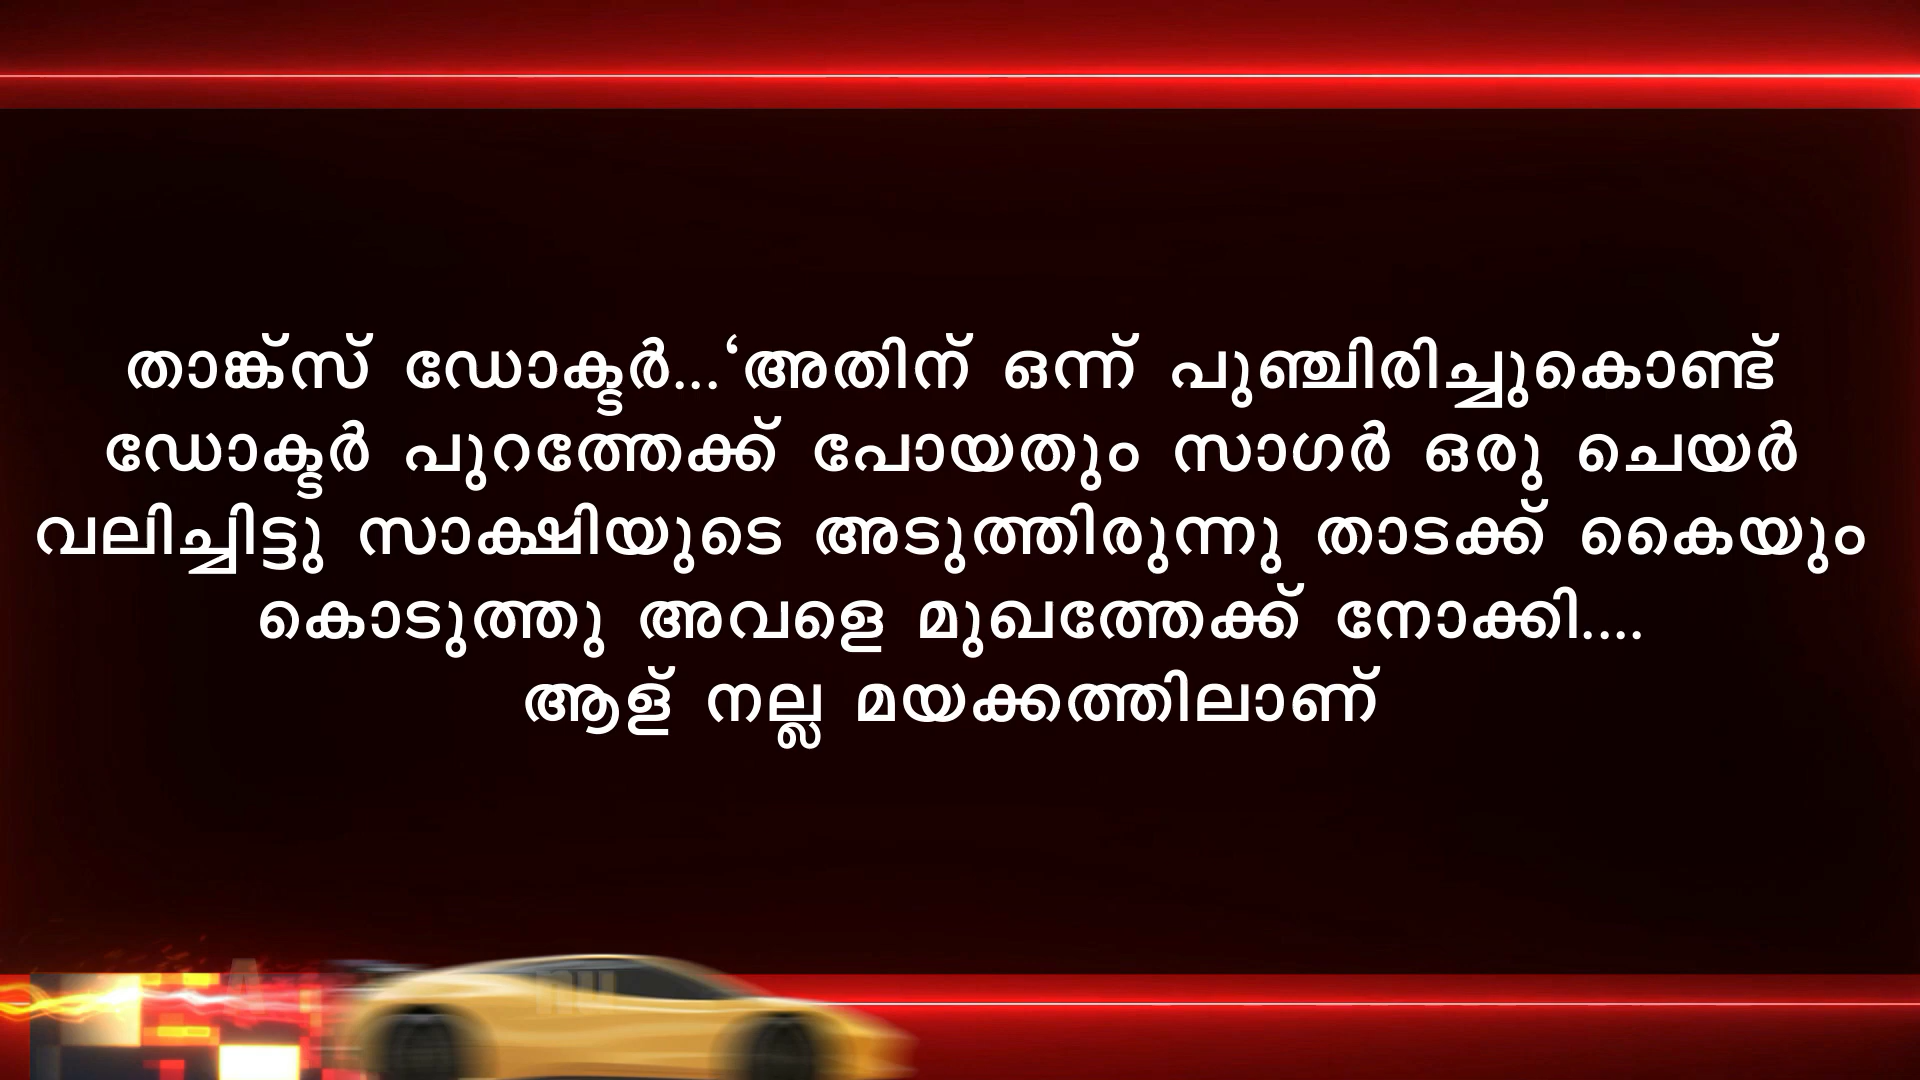 താങ്ക്സ് ഡോക്ടർ...‘അതിന് ഒന്ന് പുഞ്ചിരിച്ചുകൊണ്ട്
ഡോക്ടർ പുറത്തേക്ക് പോയതും സാഗർ ഒരു ചെയർ
വലിച്ചിട്ടു സാക്ഷിയുടെ അടുത്തിരുന്നു താടക്ക് കൈയും
കൊടുത്തു അവളെ മുഖത്തേക്ക് നോക്കി....
ആള് നല്ല മയക്കത്തിലാണ്